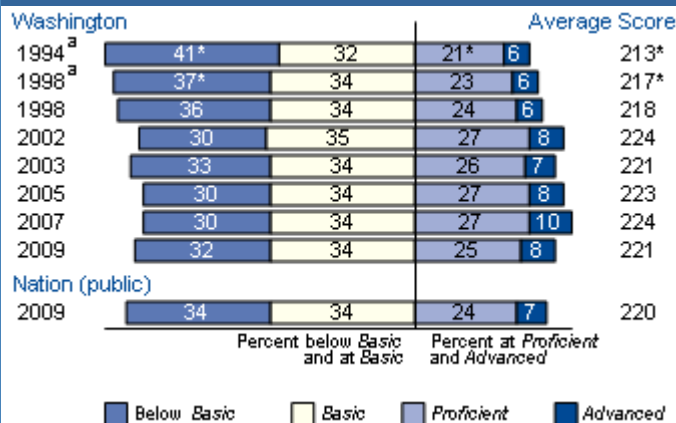 Washington Average Score
1994a 41* 32 21* 6 213*
1998a 37* 34 23 6 217*
1998 36 34 24 6 218
2002 30 35 27 8 224
2003 33 34 26 7 221
2005 30 34 27 8 223
2007 30 34 27 10 224
2009 32 34 25 8 221
Nation (public)
2009 34 34 24 7 220
Percent below Basic Percent at Proficient
and at Basic and Advanced
Below Basic Basic Proficient Advanced